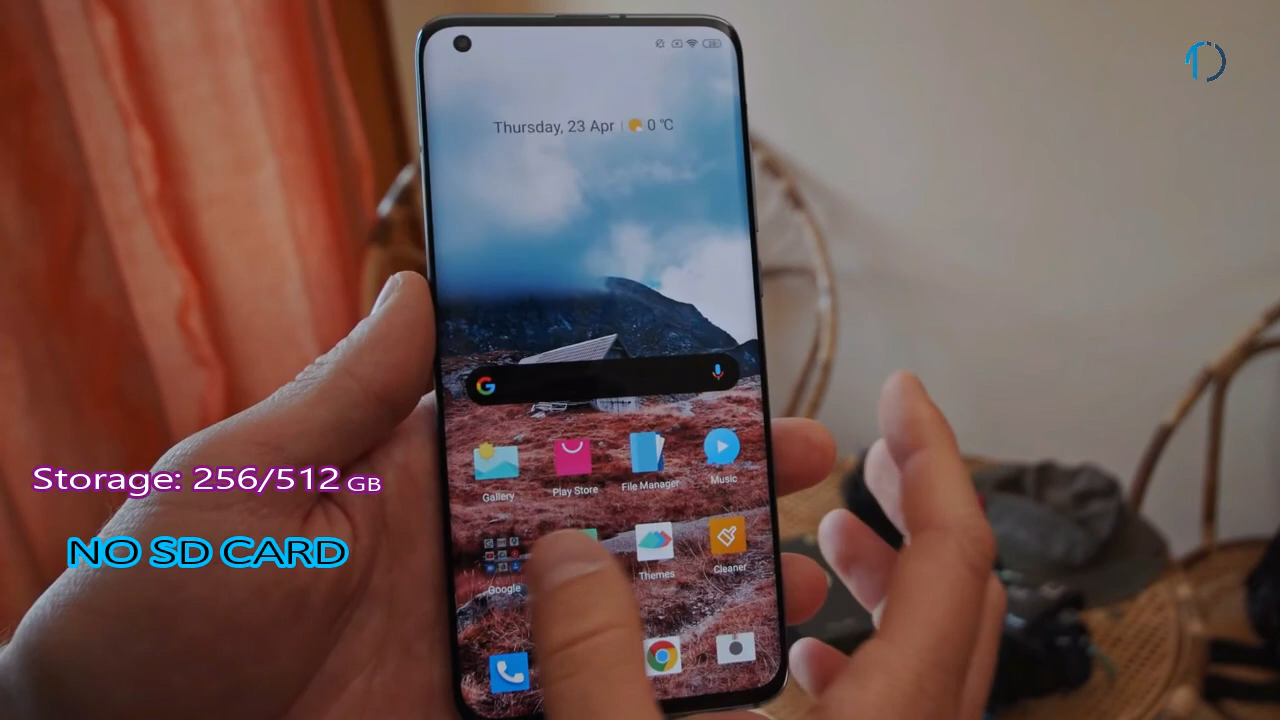 Thursday, 23 Apr | 0 °C
Gallery
Play Store
File Manager
Music
Google
Themes
Cleaner
Storage: 256/512 GB
NO SD CARD